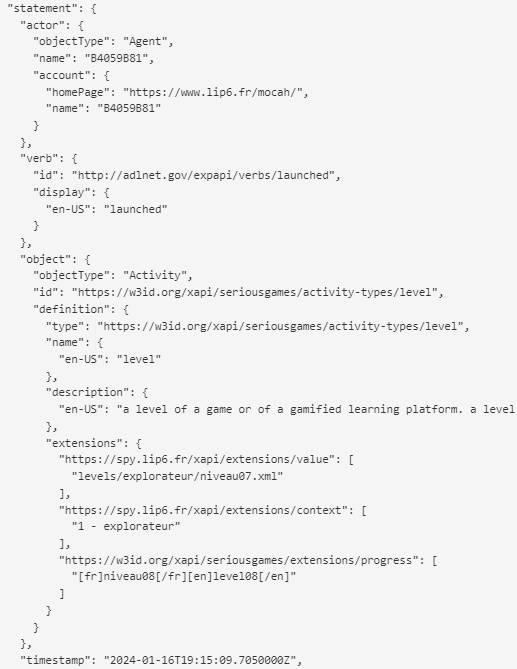 "statement": {
"actor": {
"objectType": "Agent",
"name": "B4059B81",
"account": {
"homePage": "https://www.lip6.fr/mocah/",
"name": "B4059B81"
}
},
"verb": {
"id": "http://adlnet.gov/expapi/verbs/launched",
"display": {
"en-US": "launched"
}
},
"object": {
"objectType": "Activity",
"id": "https://w3id.org/xapi/seriousgames/activity-types/level",
"definition": {
"type": "https://w3id.org/xapi/seriousgames/activity-types/level",
"name": {
"en-US": "level"
},
"description": {
"en-US": "a level of a game or of a gamified learning platform. a level
},
"extensions": {
"https://spy.lip6.fr/xapi/extensions/value": [
"levels/explorateur/niveau07.xml"
],
"https://spy.lip6.fr/xapi/extensions/context": [
"1 - explorateur"
],
"https://w3id.org/xapi/seriousgames/extensions/progress": [
"[fr]niveau08[/fr][en]level08[/en]"
]
}
}
},
"timestamp": "2024-01-16T19:15:09.7050000Z",